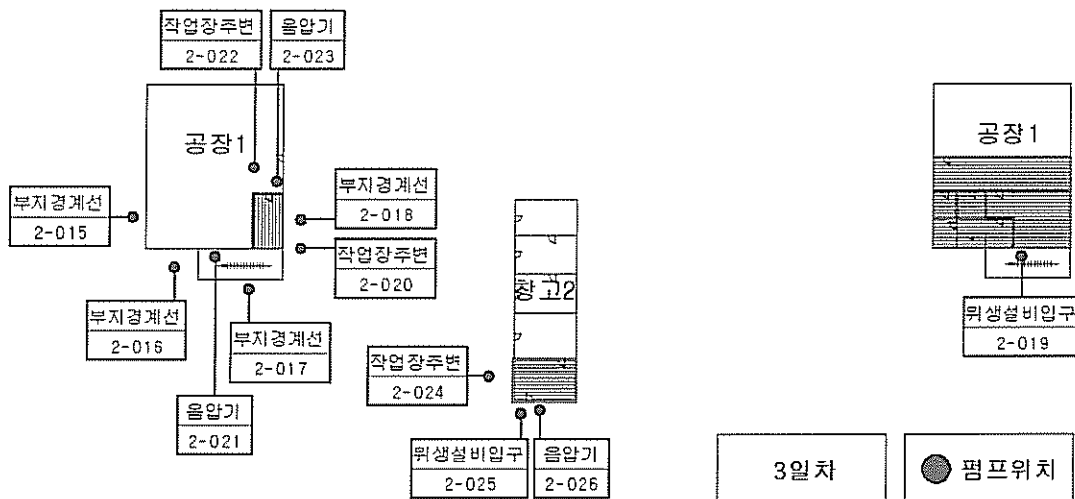 작업장주변
2-022
음압기
2-023
공장1
공장1
부지경계선
2-015
부지경계선
2-018
작업장주변
2-020
창고2
부지경계선
2-016
부지경계선
2-017
위생설비입구
2-019
작업장주변
2-024
음압기
2-021
위생설비입구
2-025
음압기
2-026
3일차
펌프위치